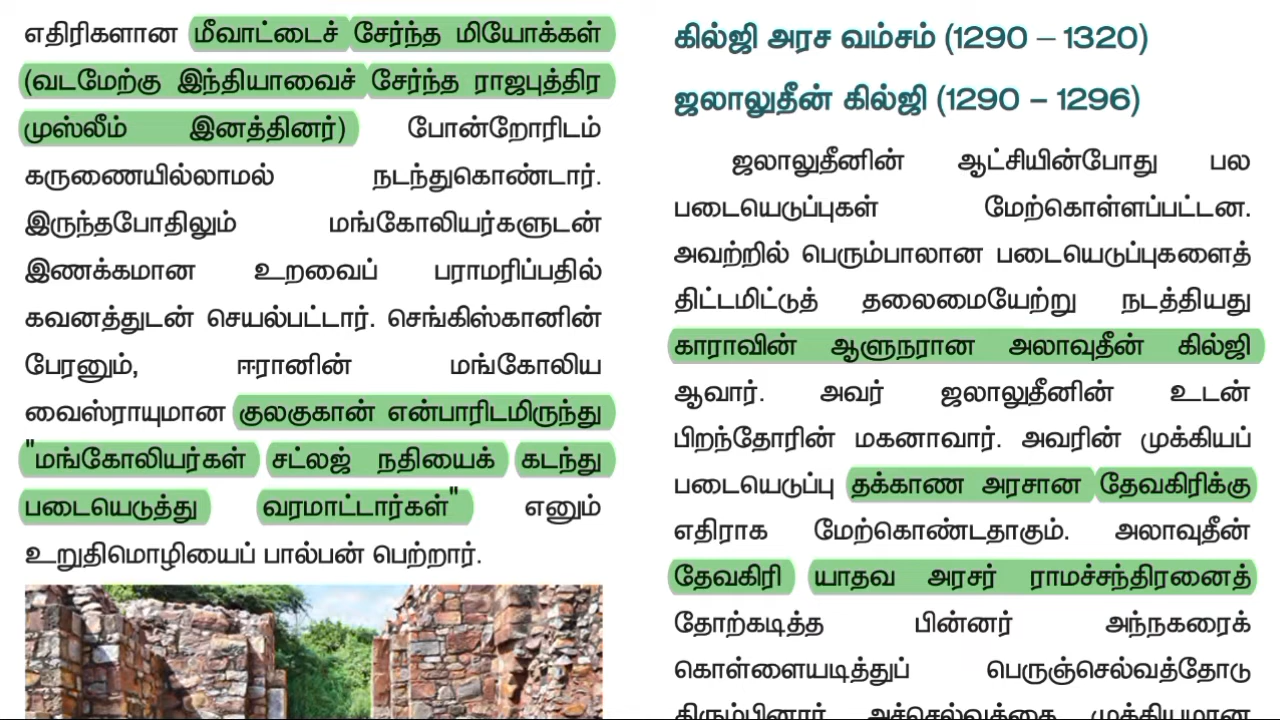 எதிரிகளான மீவாட்டைச் சேர்ந்த மியோக்கள்
(வடமேற்கு இந்தியாவைச் சேர்ந்த ராஜபுத்திர
முஸ்லீம் இனத்தினர்) போன்றோரிடம்
கருணையில்லாமல் நடந்துகொண்டார்.
இருந்தபோதிலும் மங்கோலியர்களுடன்
இணக்கமான உறவைப் பராமரிப்பதில்
கவனத்துடன் செயல்பட்டார். செங்கிஸ்கானின்
பேரனும், ஈரானின் மங்கோலிய
வைஸ்ராயுமான குலகுகான் என்பாரிடமிருந்து
"மங்கோலியர்கள் சட்லஜ் நதியைக் கடந்து
படையெடுத்து வரமாட்டார்கள்" எனும்
உறுதிமொழியைப் பால்பன் பெற்றார்.
கில்ஜி அரச வம்சம் (1290 – 1320)
ஜலாலுதீன் கில்ஜி (1290 – 1296)
ஜலாலுதீனின் ஆட்சியின்போது பல
படையெடுப்புகள் மேற்கொள்ளப்பட்டன.
அவற்றில் பெரும்பாலான படையெடுப்புகளைத்
திட்டமிட்டுத் தலைமையேற்று நடத்தியது
காராவின் ஆளுநரான அலாவுதீன் கில்ஜி
ஆவார். அவர் ஜலாலுதீனின் உடன்
பிறந்தோரின் மகனாவார். அவரின் முக்கியப்
படையெடுப்பு தக்காண அரசான தேவகிரிக்கு
எதிராக மேற்கொண்டதாகும். அலாவுதீன்
தேவகிரி யாதவ அரசர் ராமச்சந்திரனைத்
தோற்கடித்த பின்னர் அந்நகரைக்
கொள்ளையடித்துப் பெருஞ்செல்வத்தோடு
திரும்பினார். அச்செல்வத்தை முக்கியமான